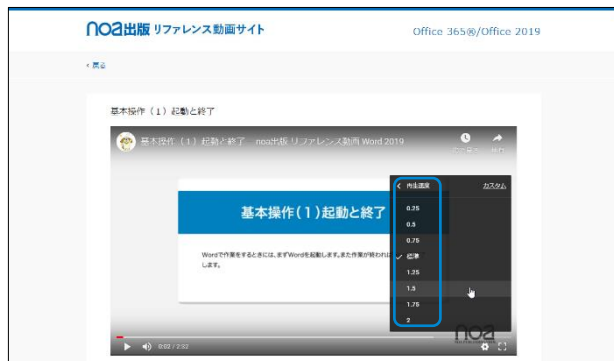 noa出版 リファレンス動画サイト
Office 365®/Office 2019
< 戻る
基本操作（1）起動と終了
基本操作（1）起動と終了 noa出版 リファレンス動画 Word 2019
基本操作(1)起動と終了
Wordで作業をするときには、まずWordを起動します。また作業が終われば
します。
< 再生速度 カスタム
0.25
0.5
0.75
✓ 標準
1.25
1.5
1.75
2
noa
0:02 / 2:32